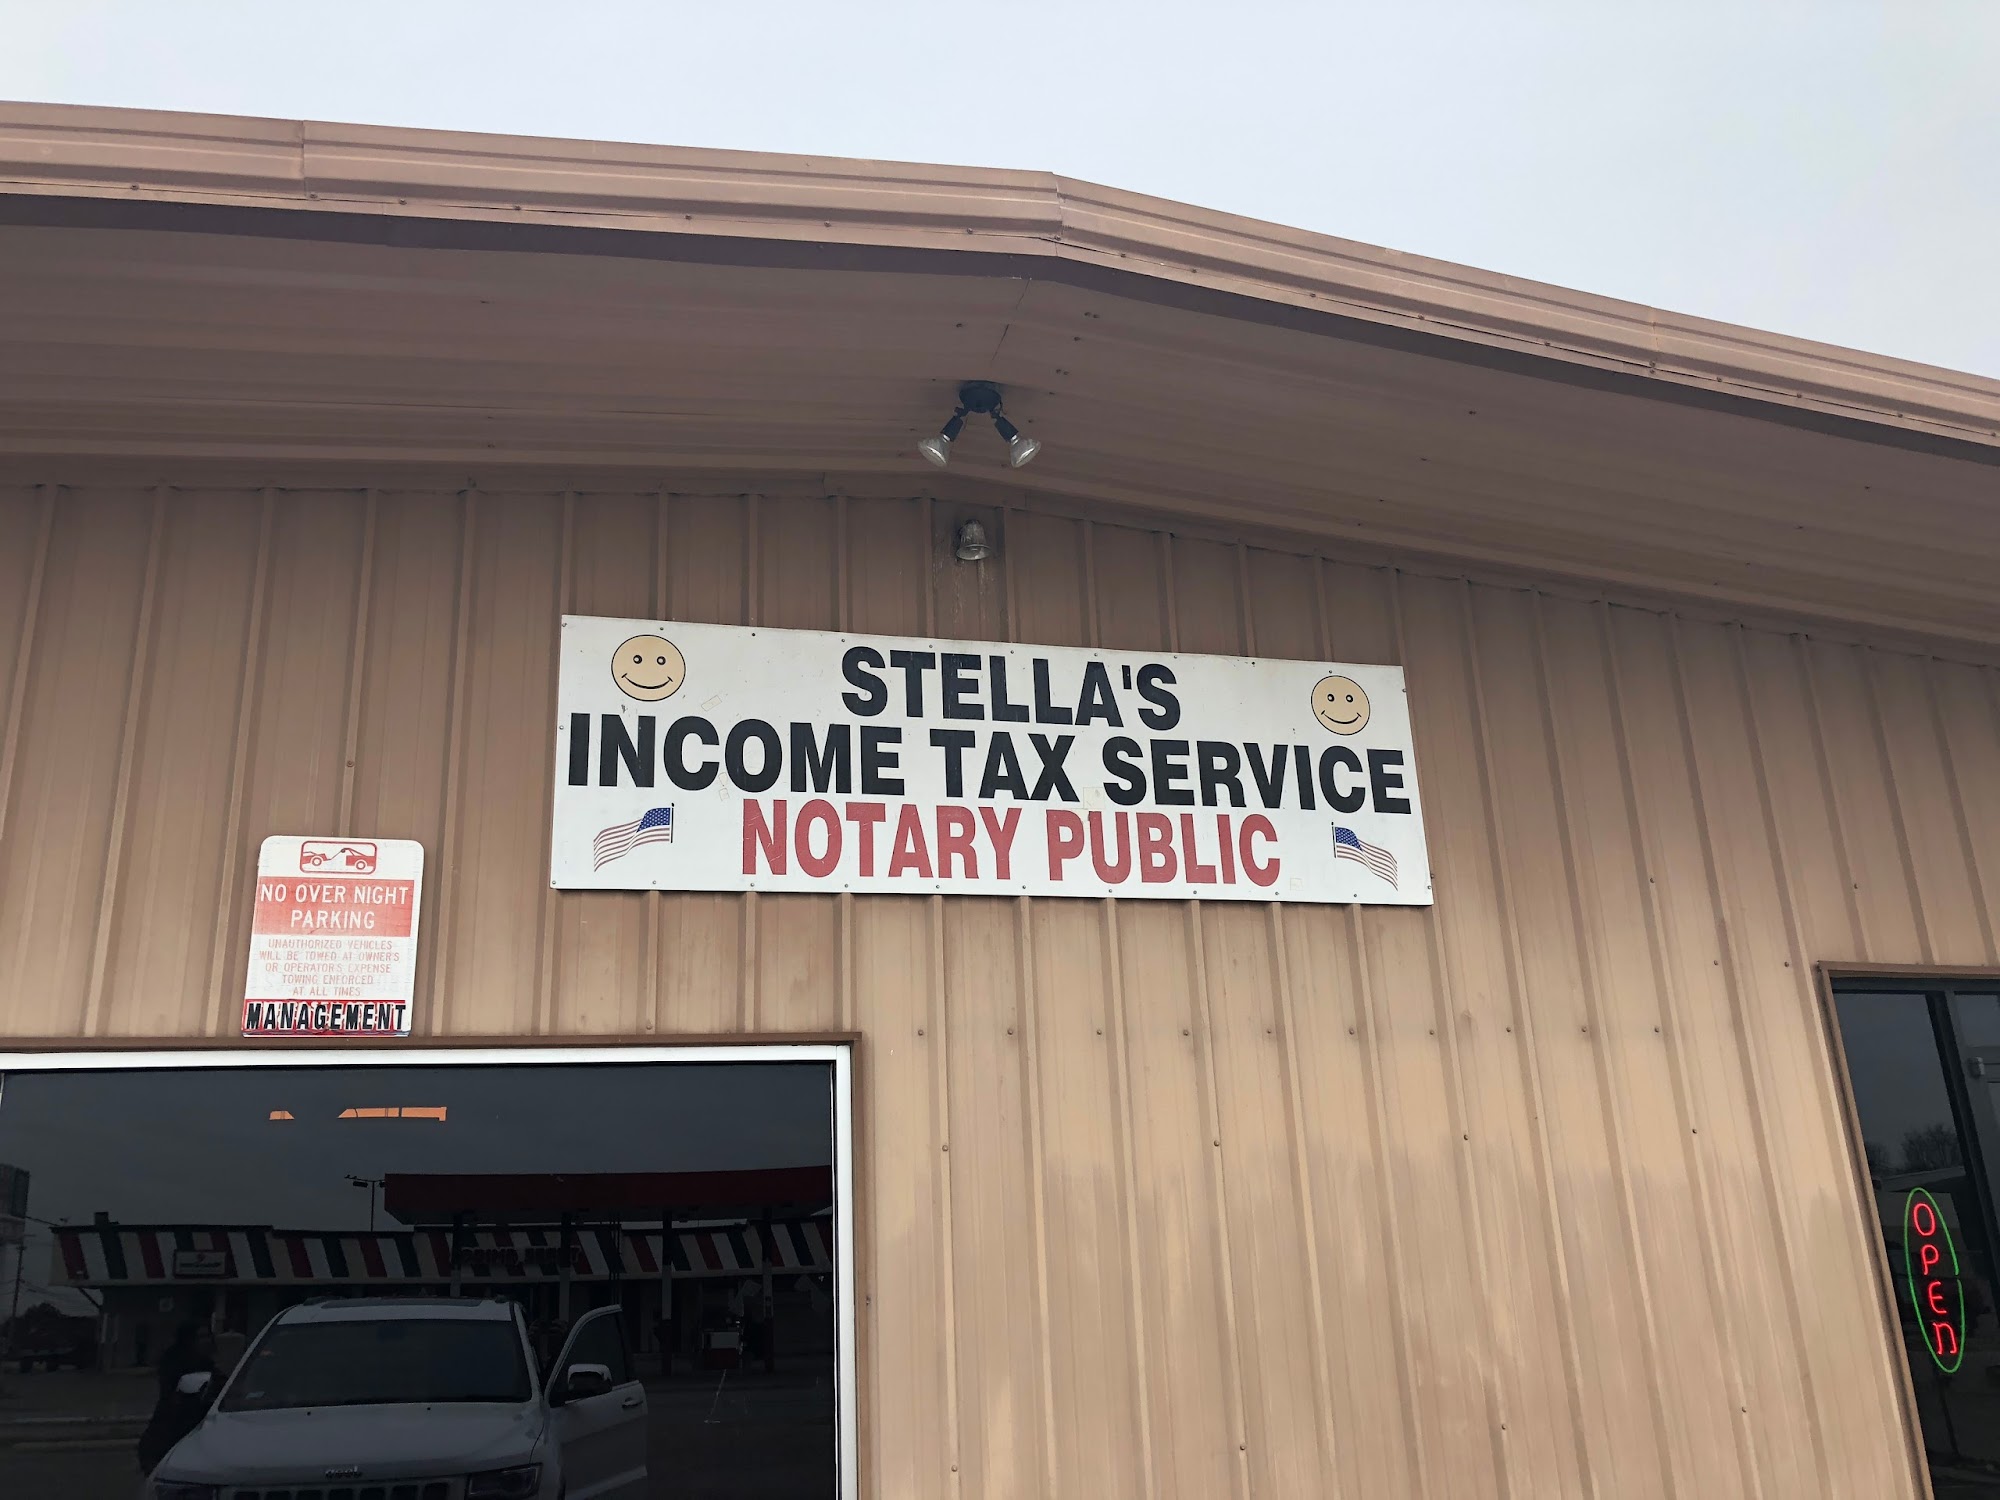 STELLA'S
INCOME TAX SERVICE
NOTARY PUBLIC
NO OVER NIGHT
PARKING
UNAUTHORIZED VEHICLES
WILL BE TOWED AT OWNER'S
OR OPERATOR'S EXPENSE
TOWING ENFORCED
AT ALL TIMES
MANAGEMENT
OPEN